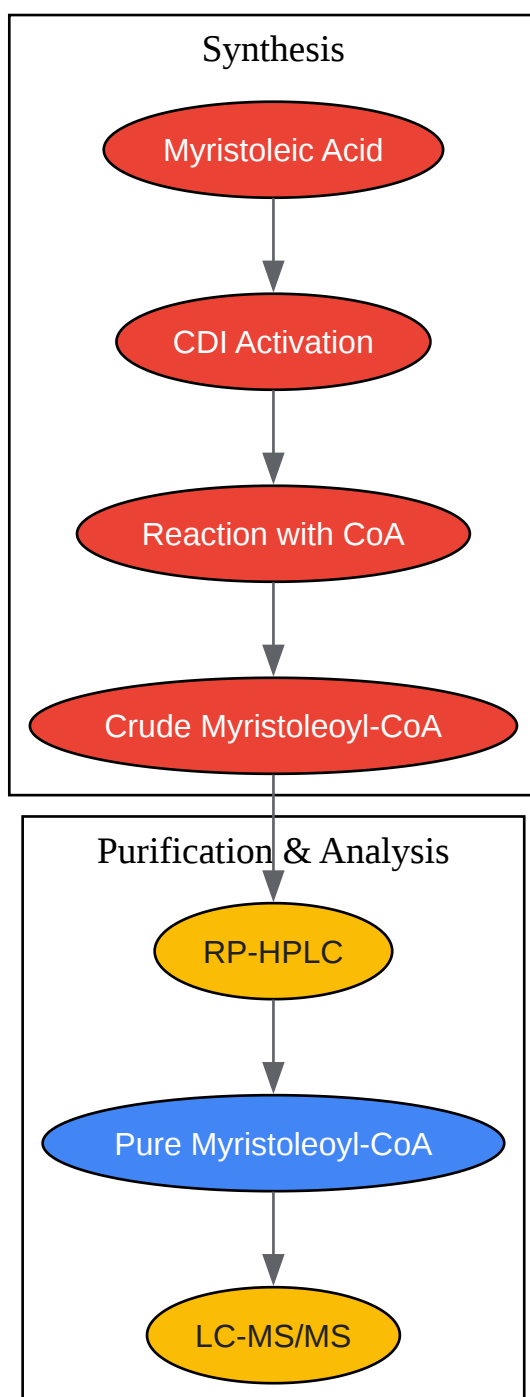 Synthesis
Myristoleic Acid
CDI Activation
Reaction with CoA
Crude Myristoleoyl-CoA
Purification & Analysis
RP-HPLC
Pure Myristoleoyl-CoA
LC-MS/MS